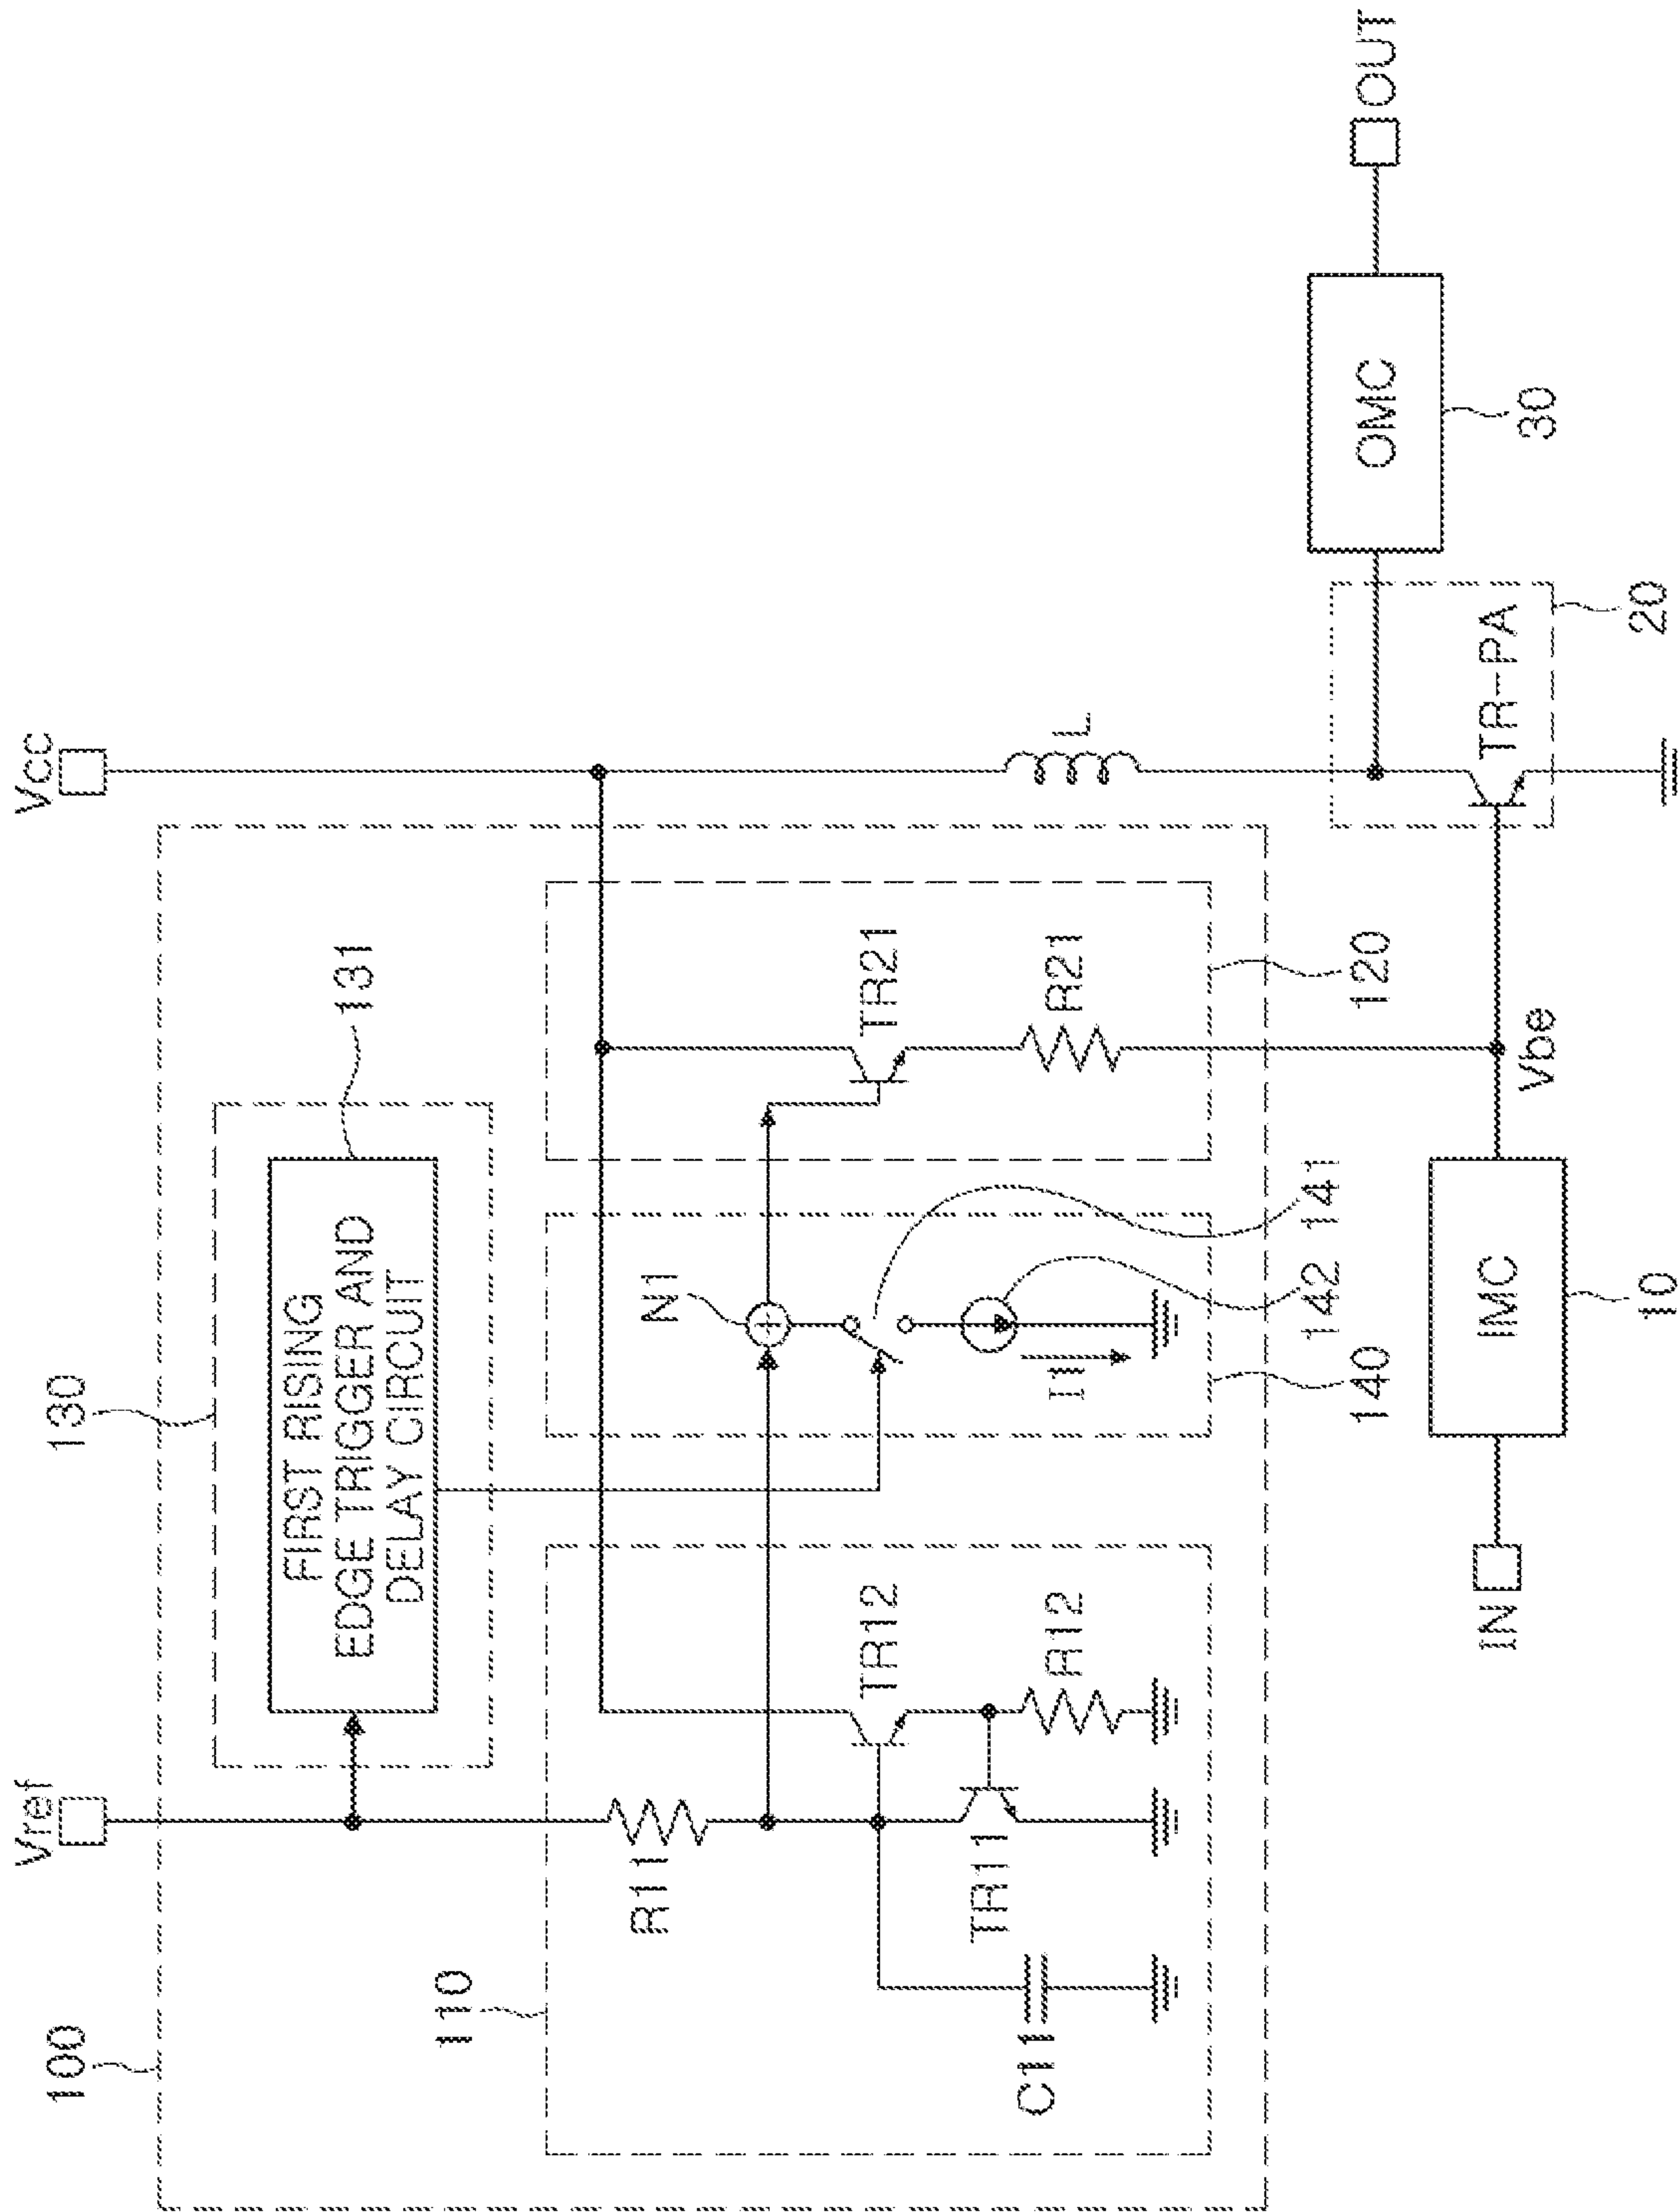 Vref
Vcc
100
130
131
FIRST RISING
EDGE TRIGGER AND
DELAY CIRCUIT
110
R11
N1
TR12
TR21
TR11
R12
C11
I1
R21
141
142
140
120
L
IN
IMC
10
Vbe
TR-PA
20
OMC
30
OUT